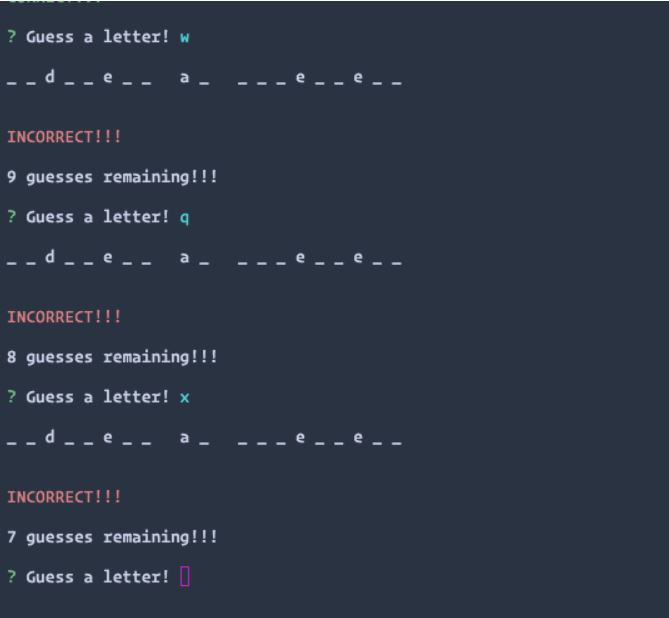 ? Guess a letter! w
_ _ d _ _ e _ _   a _   _ _ _ e _ _ e _ _
INCORRECT!!!
9 guesses remaining!!!
? Guess a letter! q
_ _ d _ _ e _ _   a _   _ _ _ e _ _ e _ _
INCORRECT!!!
8 guesses remaining!!!
? Guess a letter! x
_ _ d _ _ e _ _   a _   _ _ _ e _ _ e _ _
INCORRECT!!!
7 guesses remaining!!!
? Guess a letter!